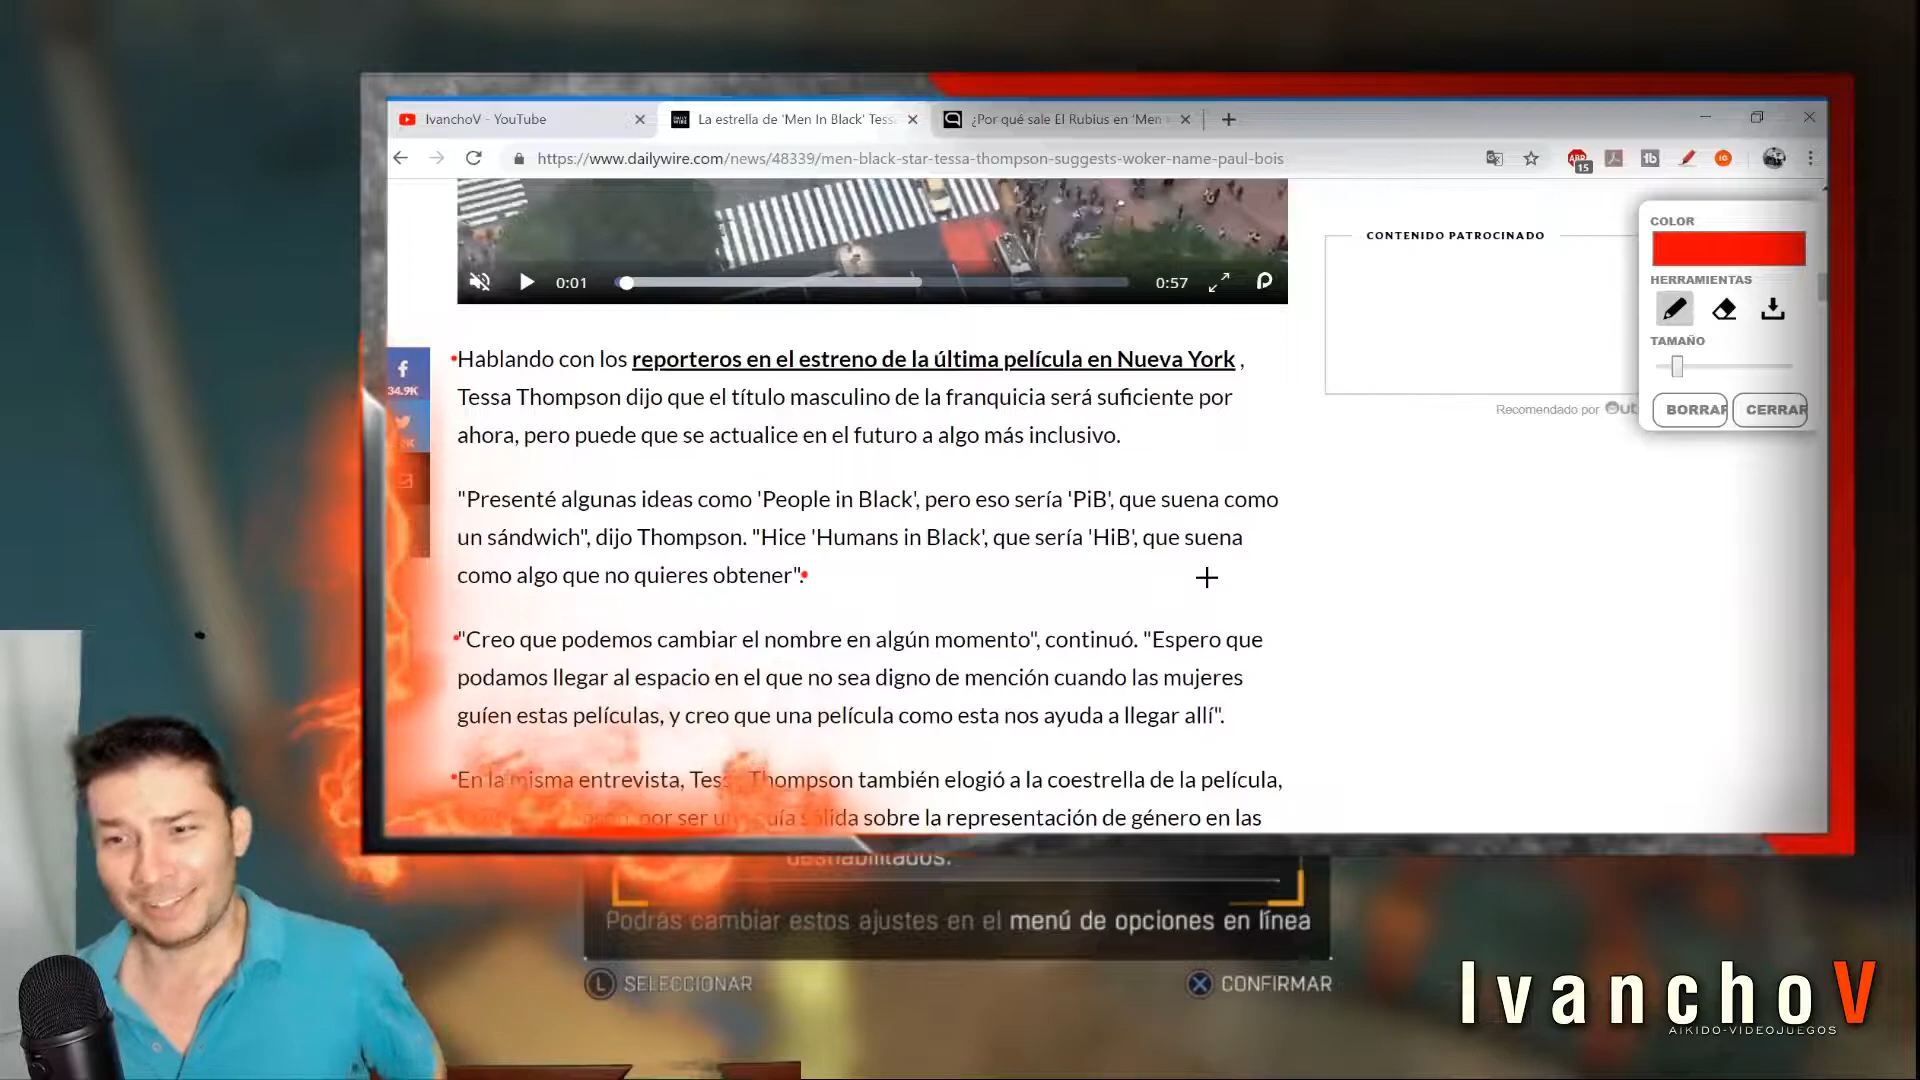 IvanchoV - YouTube
La estrella de 'Men In Black' Tess
¿Por qué sale El Rubius en 'Men
https://www.dailywire.com/news/48339/men-black-star-tessa-thompson-suggests-woker-name-paul-bois
ABP
15
1b
IG
0:01
0:57
CONTENIDO PATROCINADO
COLOR
HERRAMIENTAS
TAMAÑO
BORRAR
CERRAR
Recomendado por
34.9K
Hablando con los reporteros en el estreno de la última película en Nueva York ,
Tessa Thompson dijo que el título masculino de la franquicia será suficiente por
ahora, pero puede que se actualice en el futuro a algo más inclusivo.
"Presenté algunas ideas como 'People in Black', pero eso sería 'PiB', que suena como
un sándwich", dijo Thompson. "Hice 'Humans in Black', que sería 'HiB', que suena
como algo que no quieres obtener".
"Creo que podemos cambiar el nombre en algún momento", continuó. "Espero que
podamos llegar al espacio en el que no sea digno de mención cuando las mujeres
guíen estas películas, y creo que una película como esta nos ayuda a llegar allí".
En la misma entrevista, Tessa Thompson también elogió a la coestrella de la película,
por ser una guía sólida sobre la representación de género en las
deshabilitados.
Podrás cambiar estos ajustes en el menú de opciones en línea
L SELECCIONAR
X CONFIRMAR
IvanchoV
AIKIDO-VIDEOJUEGOS